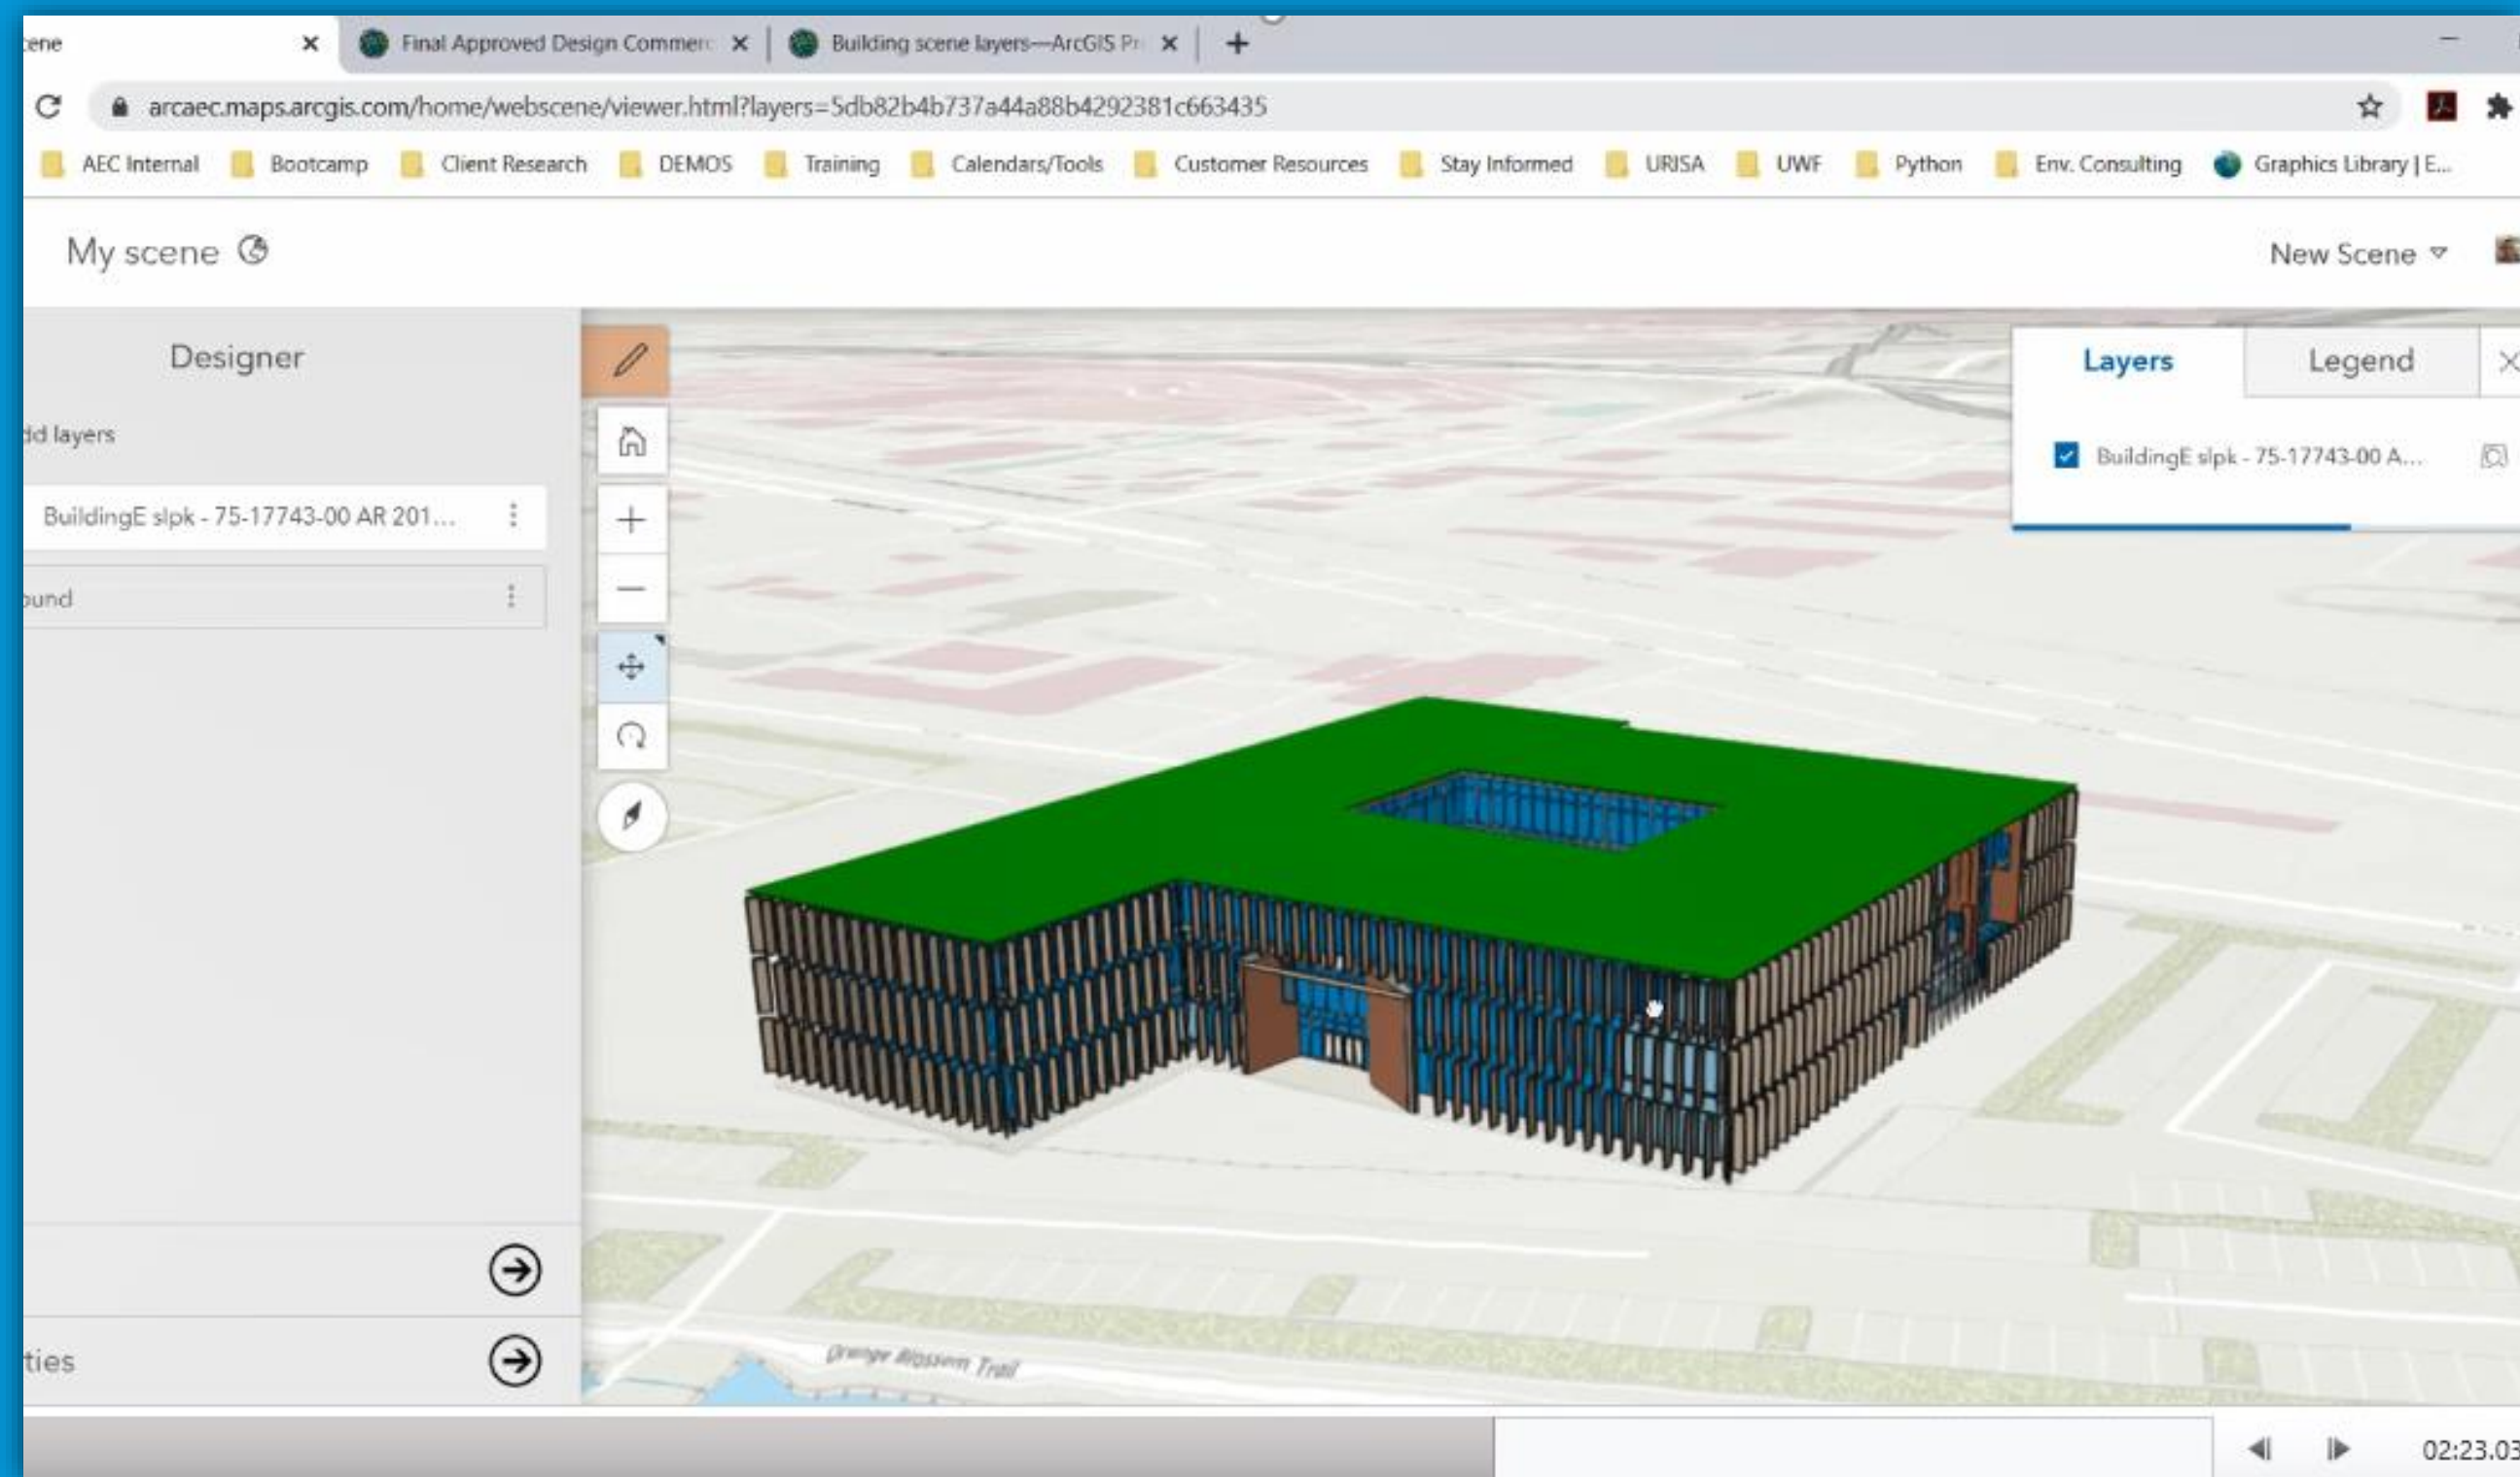 cene
Final Approved Design Commerc
Building scene layers—ArcGIS Pr
arcaec.maps.arcgis.com/home/webscene/viewer.html?layers=5db82b4b737a44a88b4292381c663435
AEC Internal Bootcamp Client Research DEMOS Training Calendars/Tools Customer Resources Stay Informed URISA UWF Python Env. Consulting Graphics Library | E...
My scene
New Scene
Designer
Layers Legend
dd layers
BuildingE slpk - 75-17743-00 A...
BuildingE slpk - 75-17743-00 AR 201...
ound
ties
Orange Blossom Trail
02:23.03